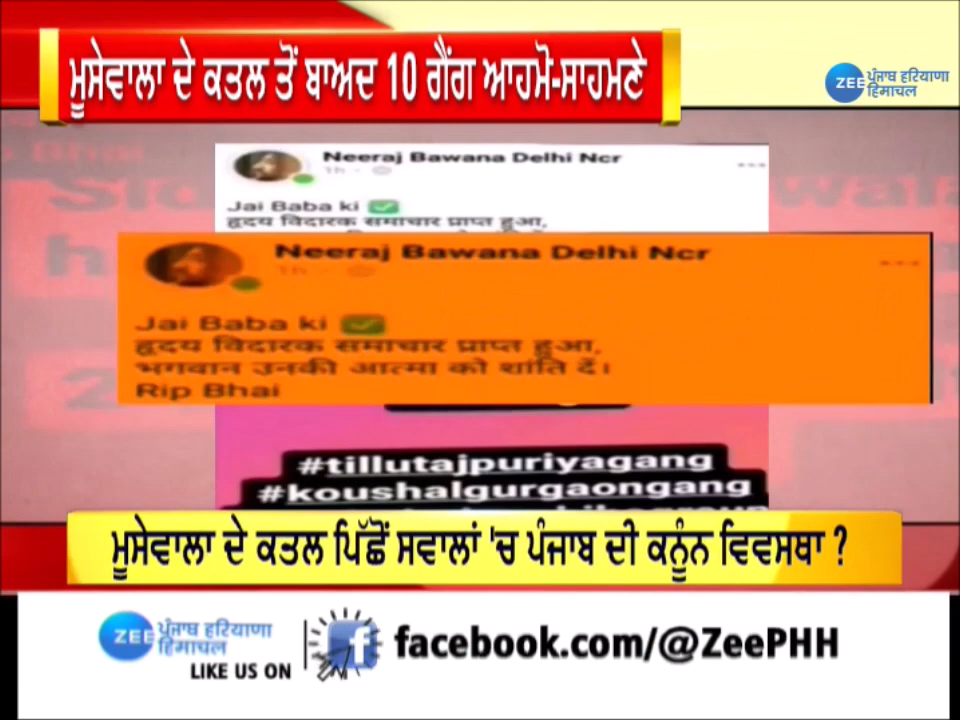 ਮੂਸੇਵਾਲਾ ਦੇ ਕਤਲ ਤੋਂ ਬਾਅਦ 10 ਗੈਂਗ ਆਹਮੋ-ਸਾਹਮਣੇ
ZEE ਪੰਜਾਬ ਹਰਿਆਣਾ
ਹਿਮਾਚਲ
Neeraj Bawana Delhi Ncr
1h
Jai Baba ki ✅
हृदय विदारक समाचार प्राप्त हुआ,
Neeraj Bawana Delhi Ncr
1h
Jai Baba ki ✅
हृदय विदारक समाचार प्राप्त हुआ,
भगवान उनकी आत्मा को शांति दें।
Rip Bhai
#tillutajpuriyagang
#koushalgurgaongang
ਮੂਸੇਵਾਲਾ ਦੇ ਕਤਲ ਪਿੱਛੋਂ ਸਵਾਲਾਂ 'ਚ ਪੰਜਾਬ ਦੀ ਕਨੂੰਨ ਵਿਵਸਥਾ ?
ZEE ਪੰਜਾਬ ਹਰਿਆਣਾ
ਹਿਮਾਚਲ
LIKE US ON
f
facebook.com/@ZeePHH